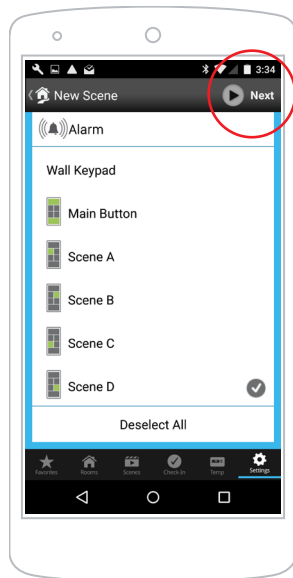 3:34
New Scene
Next
Alarm
Wall Keypad
Main Button
Scene A
Scene B
Scene C
Scene D
Deselect All
Favorites Rooms Scenes Check-In Temp Settings